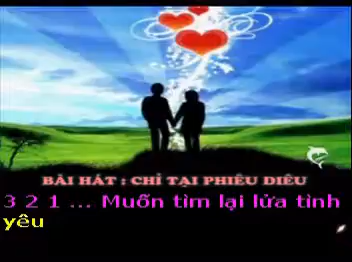 BÀI HÁT : CHỈ TẠI PHIÊU DIÊU
3 2 1 ... Muốn tìm lại lửa tình
yêu